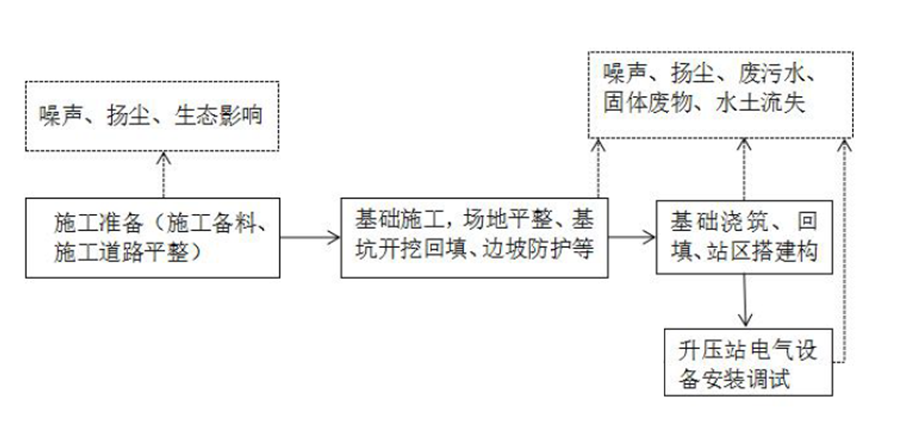 噪声、扬尘、废污水、
固体废物、水土流失
噪声、扬尘、生态影响
施工准备（施工备料、
施工道路平整）
基础施工，场地平整、基
坑开挖回填、边坡防护等
基础浇筑、回
填、站区搭建构
升压站电气设
备安装调试